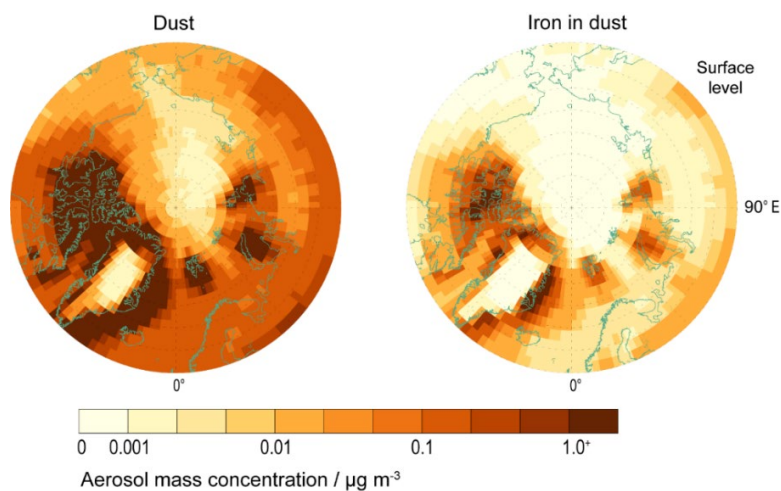 Dust
Iron in dust
Surface
level
90° E
0°
0°
0 0.001 0.01 0.1 1.0⁺
Aerosol mass concentration / µg m⁻³